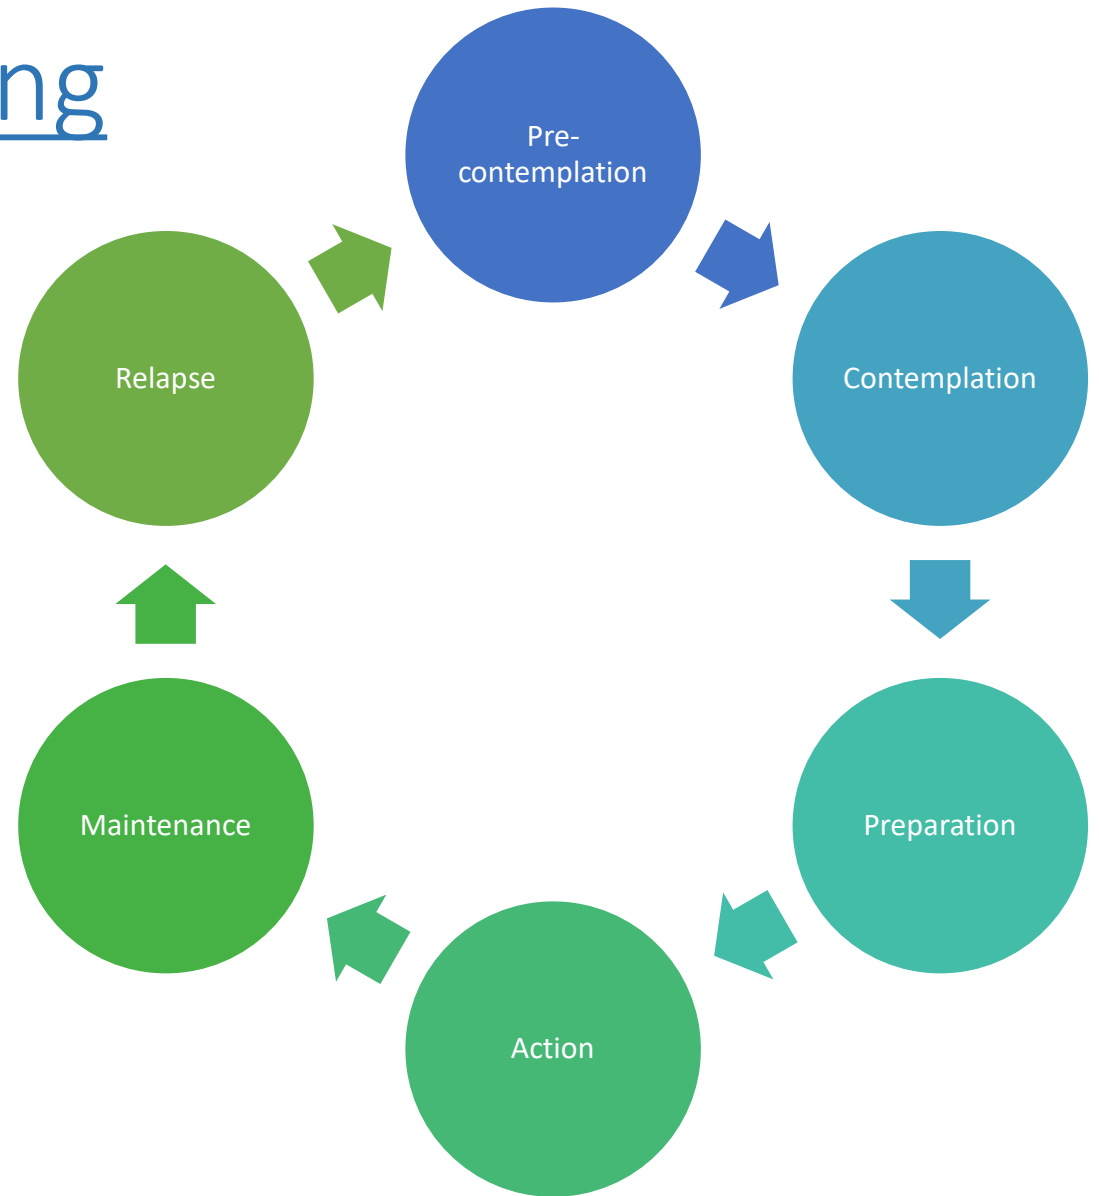 ng
Pre-
contemplation
Contemplation
Preparation
Action
Maintenance
Relapse